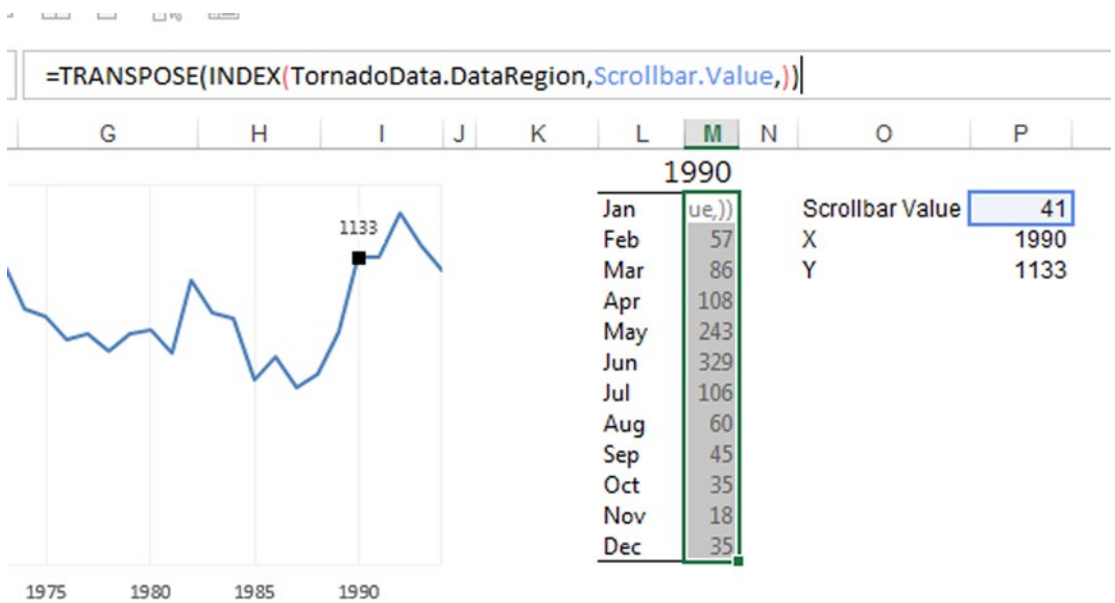 =TRANSPOSE(INDEX(TornadoData.DataRegion,Scrollbar.Value,))
G H I J K L M N O P
1990
Jan ue,)) Scrollbar Value 41
Feb 57 X 1990
Mar 86 Y 1133
Apr 108
May 243
Jun 329
Jul 106
Aug 60
Sep 45
Oct 35
Nov 18
Dec 35
1133
1975 1980 1985 1990